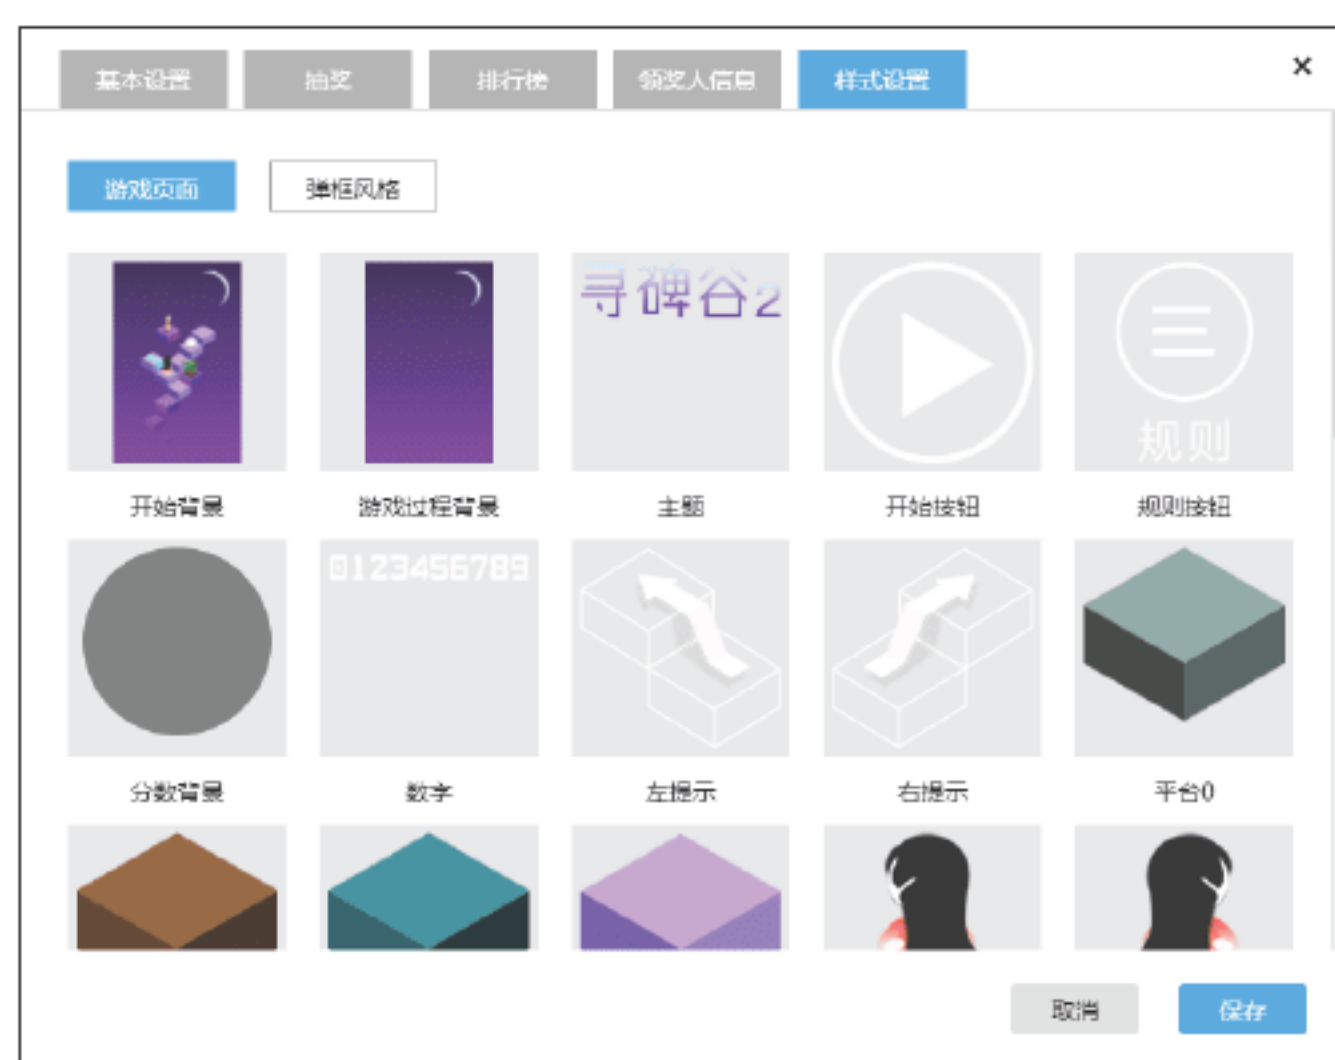 基本设置
抽奖
排行榜
领奖人信息
样式设置
×
游戏页面
弹框风格
寻碑谷2
规则
开始背景
游戏过程背景
主题
开始按钮
规则按钮
0123456789
分数背景
数字
左提示
右提示
平台0
取消
保存